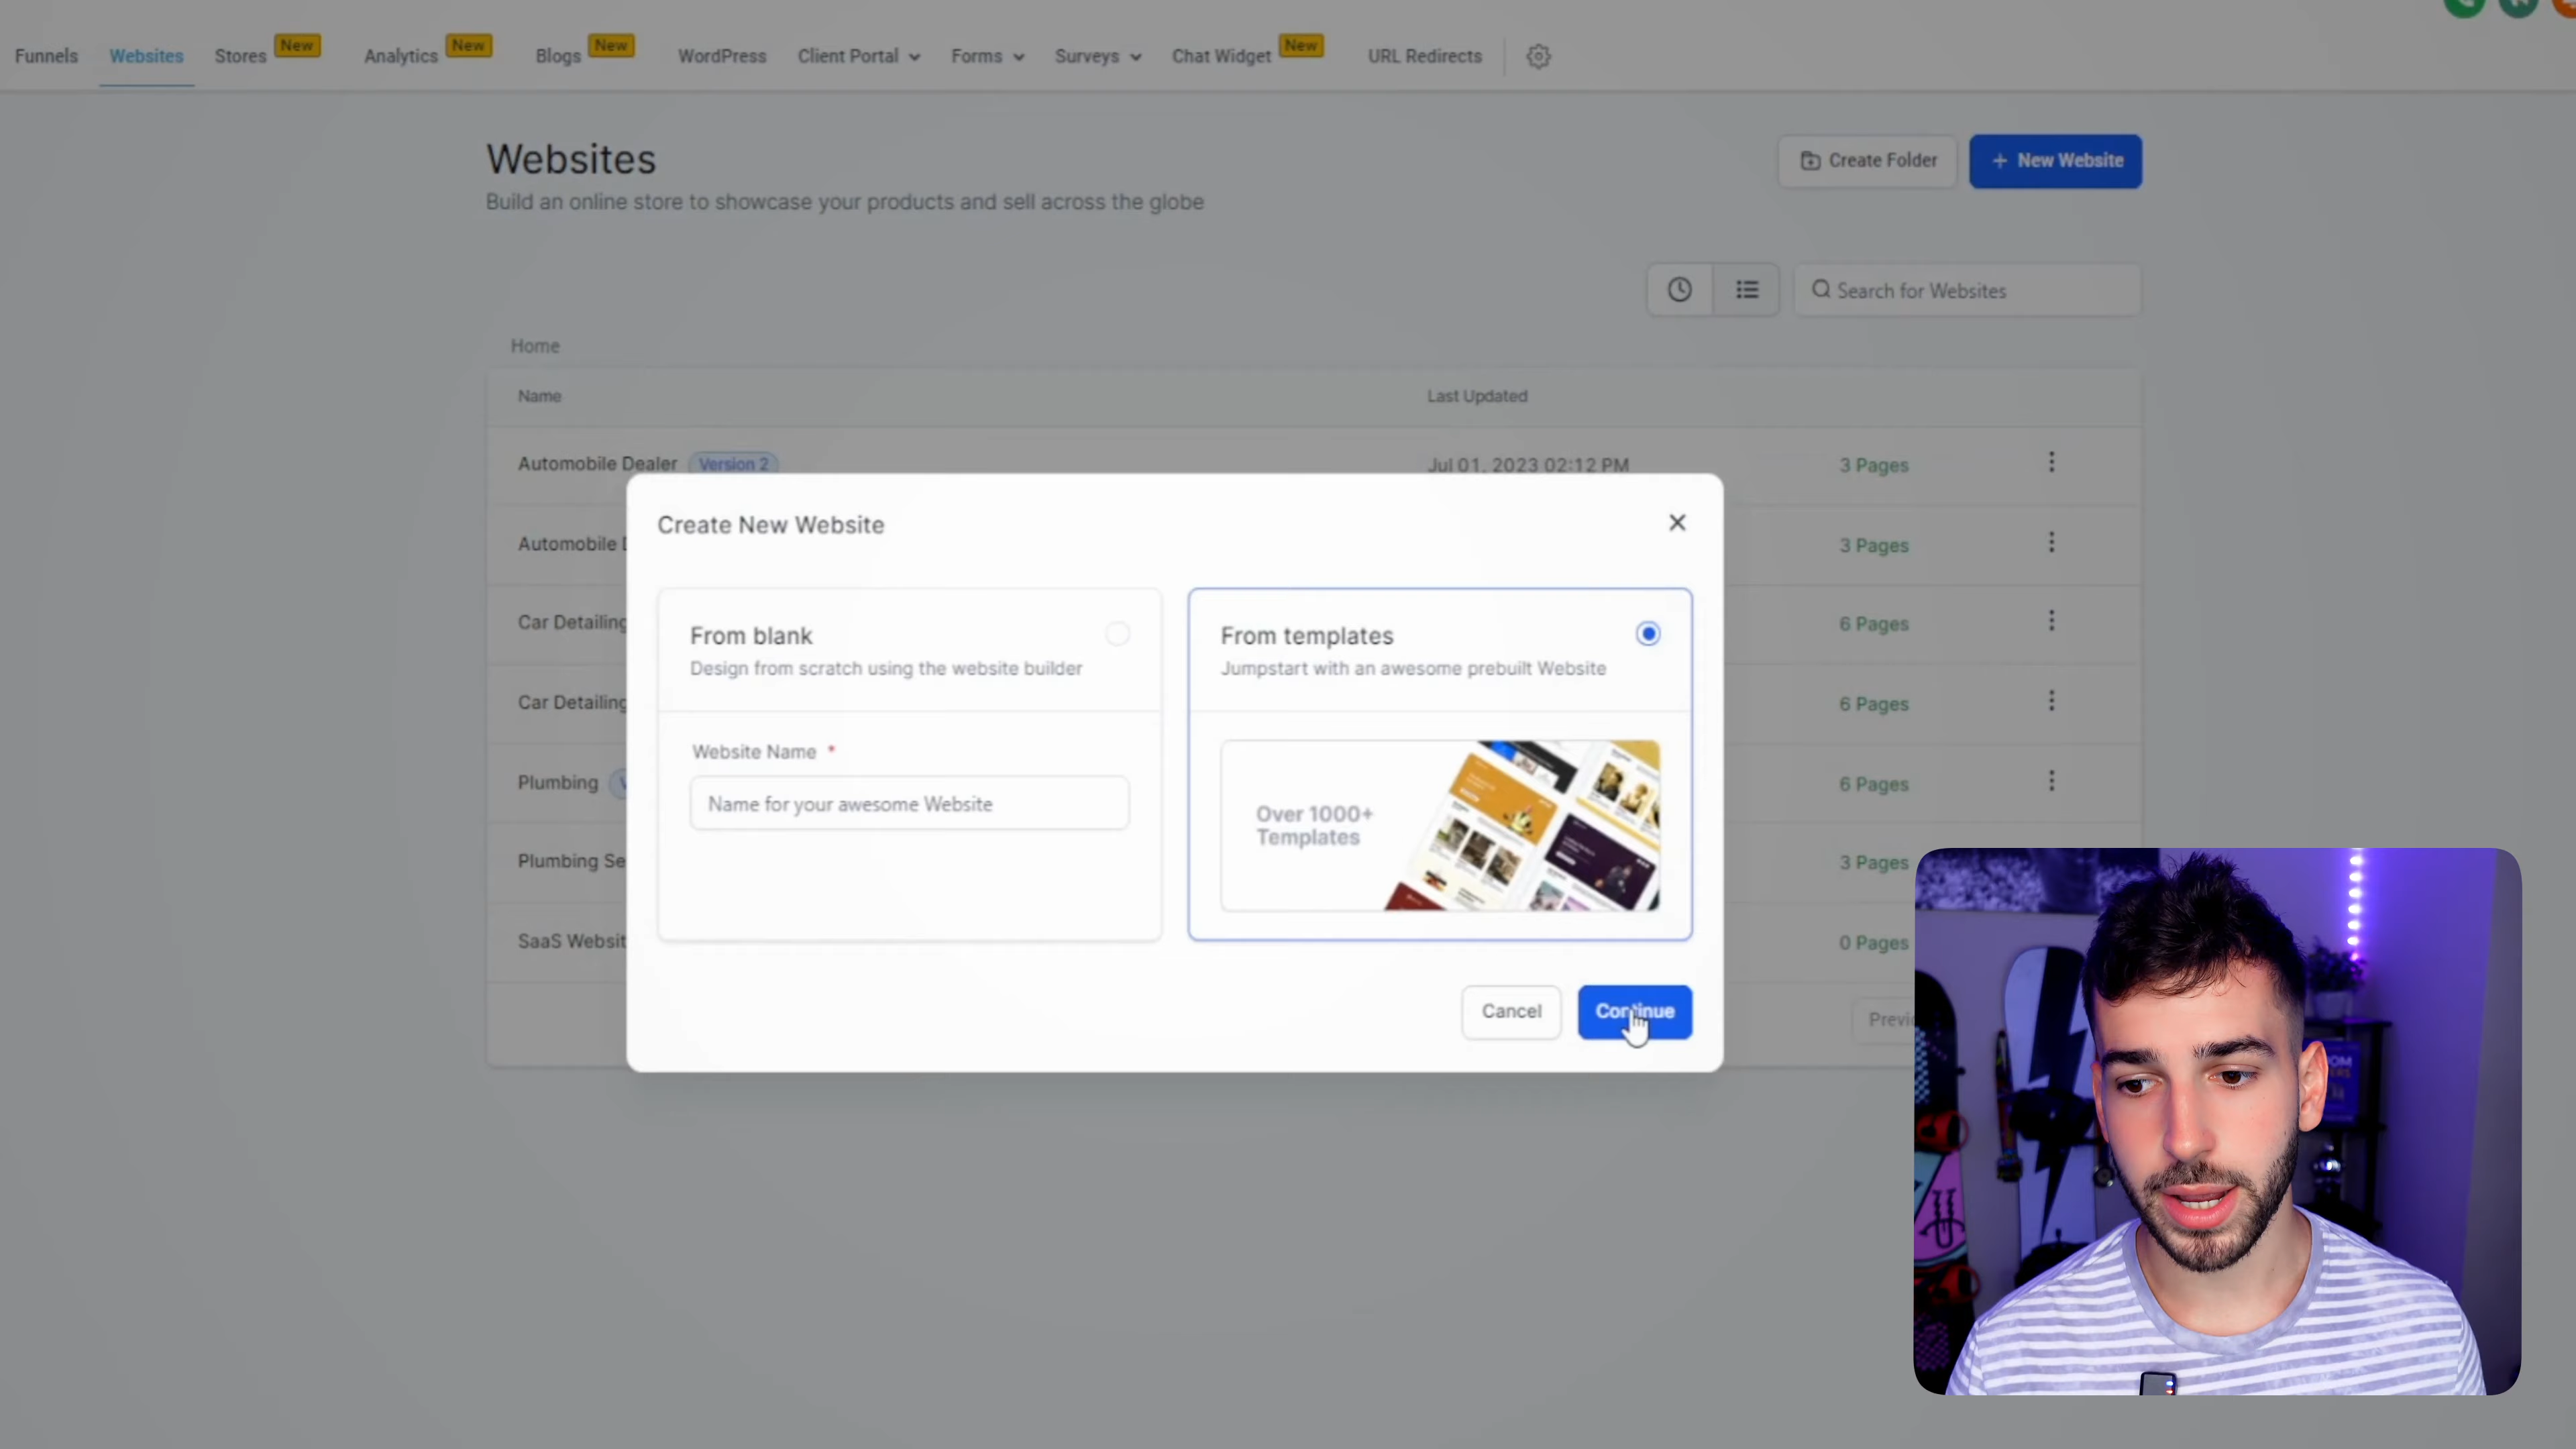 Funnels Websites Stores New Analytics New Blogs New WordPress Client Portal Forms Surveys Chat Widget New URL Redirects
Websites
Build an online store to showcase your products and sell across the globe
Create Folder
+ New Website
Search for Websites
Home
Name Last Updated
Automobile Dealer Version 2 Jul 01, 2023 02:12 PM 3 Pages
Automobile 3 Pages
Car Detailing 6 Pages
Car Detailing 6 Pages
Plumbing 6 Pages
Plumbing Se 3 Pages
SaaS Websit 0 Pages
Create New Website
From blank
Design from scratch using the website builder
Website Name *
Name for your awesome Website
From templates
Jumpstart with an awesome prebuilt Website
Over 1000+
Templates
Cancel
Continue
Previ